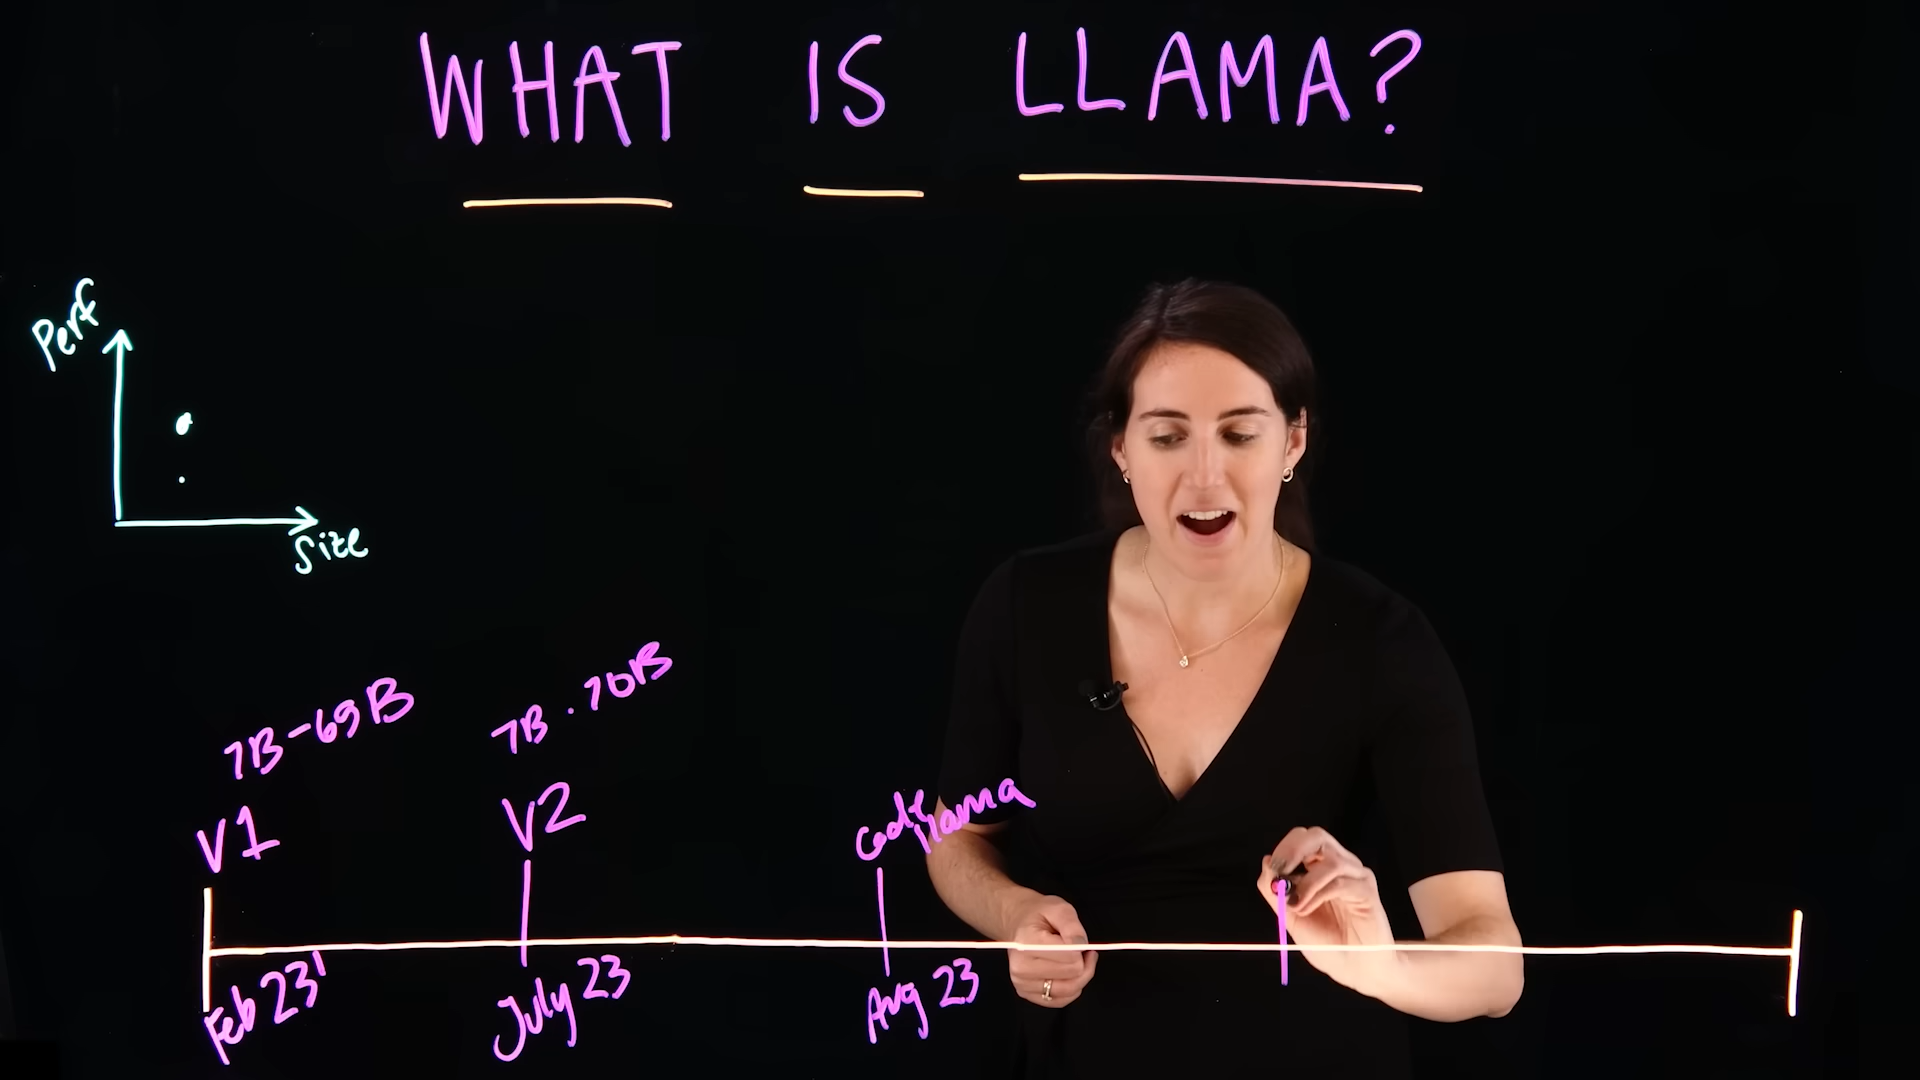 WHAT IS LLAMA?
Perf
Size
7B-69B
7B.70B
V1
V2
Code
llama
Feb 23'
July 23
Aug 23